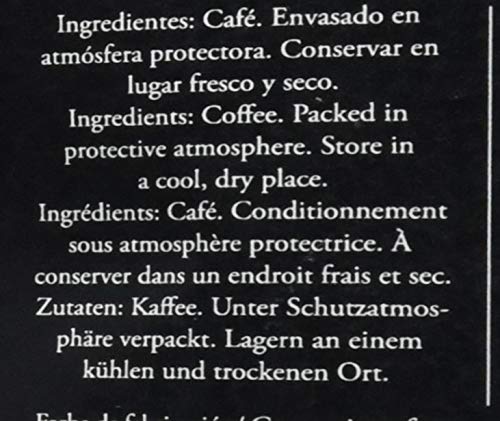 Ingredientes: Café. Envasado en
atmósfera protectora. Conservar en
lugar fresco y seco.
Ingredients: Coffee. Packed in
protective atmosphere. Store in
a cool, dry place.
Ingrédients: Café. Conditionnement
sous atmosphère protectrice. À
conserver dans un endroit frais et sec.
Zutaten: Kaffee. Unter Schutzatmos-
phäre verpackt. Lagern an einem
kühlen und trockenen Ort.